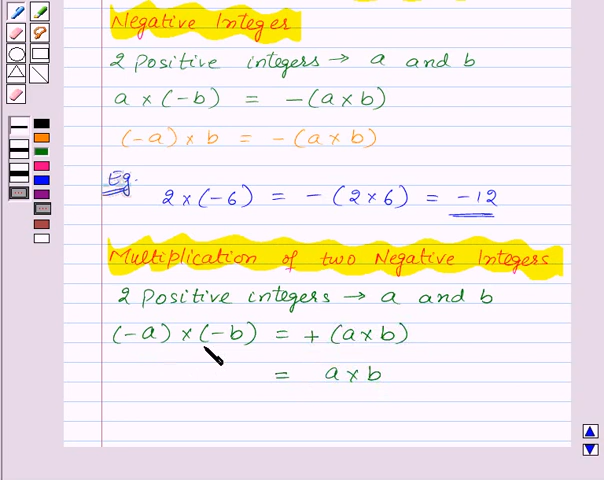 Negative Integer
2 Positive integers → a and b
a × (-b) = -(a × b)
(-a) × b = -(a × b)
Eg. 2 × (-6) = - (2 × 6) = -12
Multiplication of two Negative Integers
2 Positive integers → a and b
(-a) × (-b) = + (a × b)
= a × b